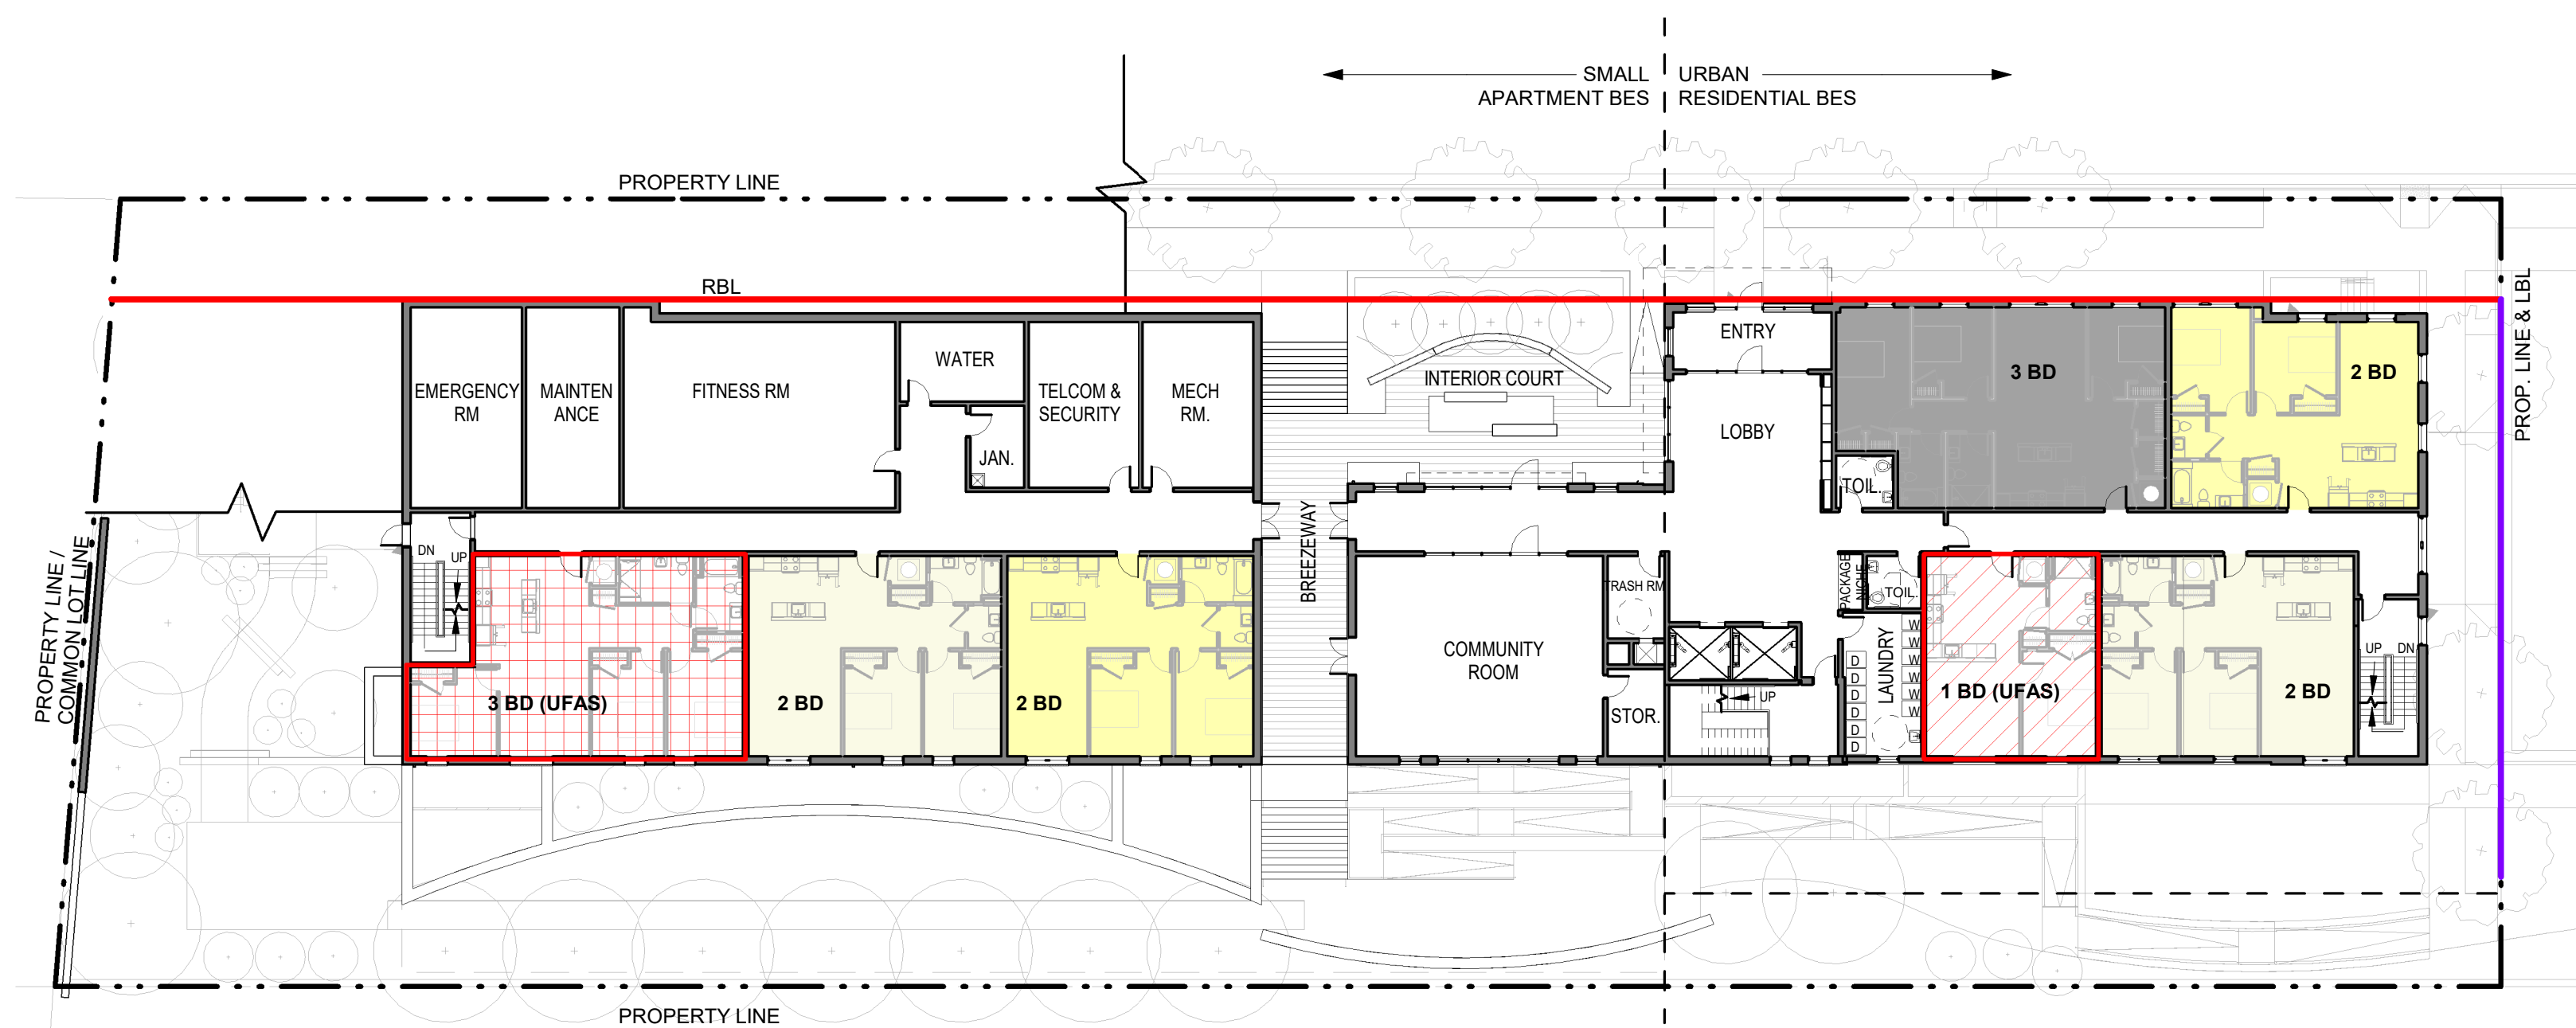 SMALL
APARTMENT BES
URBAN
RESIDENTIAL BES
PROPERTY LINE
RBL
PROP. LINE & LBL
EMERGENCY
RM
MAINTEN
ANCE
FITNESS RM
WATER
JAN.
TELCOM &
SECURITY
MECH
RM.
INTERIOR COURT
ENTRY
LOBBY
TOIL.
3 BD
2 BD
PROPERTY LINE /
COMMON LOT LINE
DN
UP
3 BD (UFAS)
2 BD
2 BD
BREEZEWAY
COMMUNITY
ROOM
TRASH RM
STOR.
UP
PACKAGE
NICHE
TOIL.
LAUNDRY
W
W
W
W
W
W
D
D
D
D
D
D
1 BD (UFAS)
2 BD
UP
DN
PROPERTY LINE